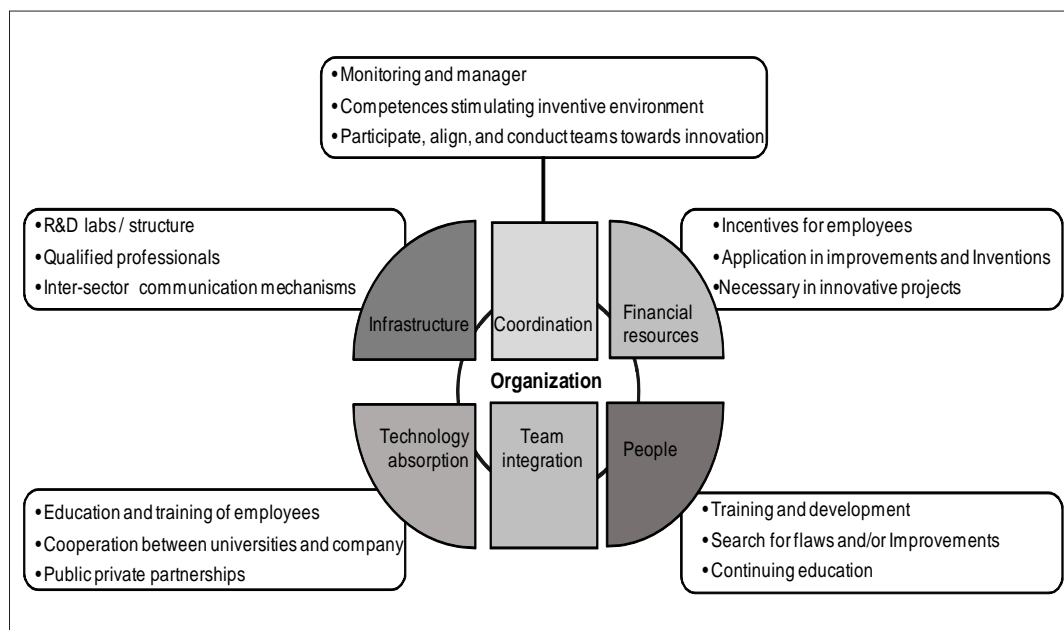 •Monitoring and manager
•Competences stimulating inventive environment
•Participate, align, and conduct teams towards innovation
•R&D labs / structure
•Qualified professionals
•Inter-sector communication mechanisms
•Incentives for employees
•Application in improvements and Inventions
•Necessary in innovative projects
Infrastructure
Coordination
Financial
resources
Organization
Technology
absorption
Team
integration
People
•Education and training of employees
•Cooperation between universities and company
•Public private partnerships
•Training and development
•Search for flaws and/or Improvements
•Continuing education